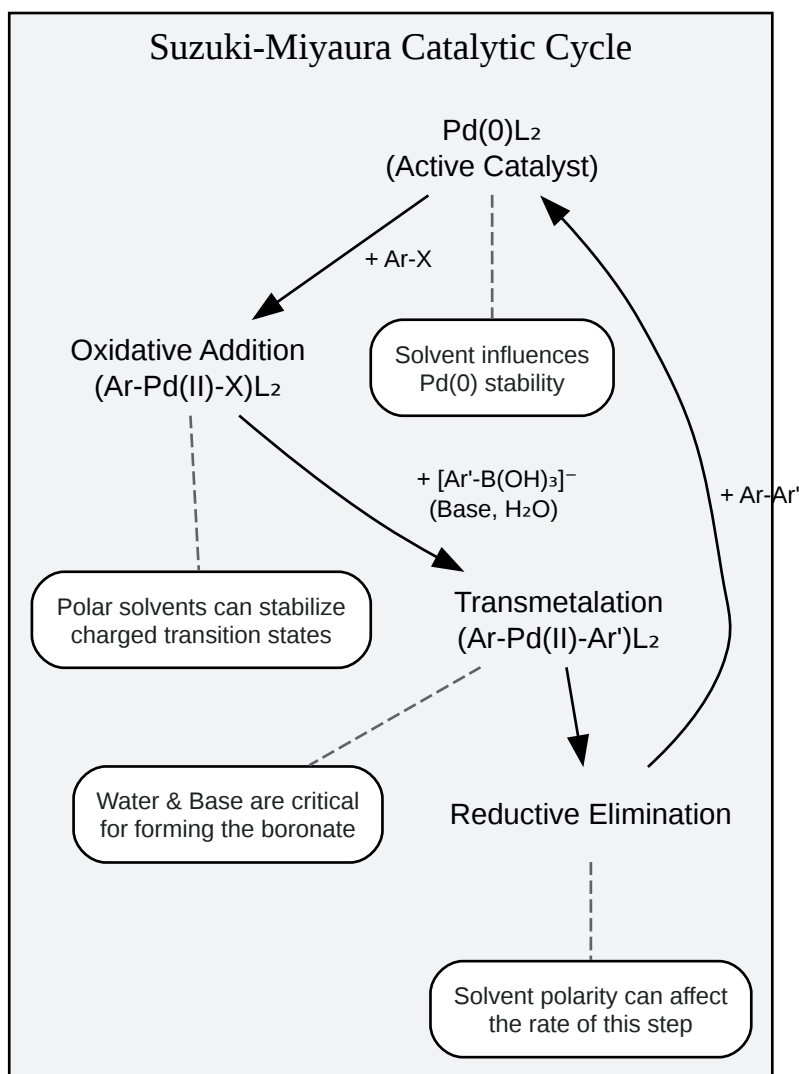 Suzuki-Miyaura Catalytic Cycle
Pd(0)L₂
(Active Catalyst)
+ Ar-X
Oxidative Addition
(Ar-Pd(II)-X)L₂
Solvent influences
Pd(0) stability
+ [Ar'-B(OH)₃]⁻
(Base, H₂O)
+ Ar-Ar'
Polar solvents can stabilize
charged transition states
Transmetalation
(Ar-Pd(II)-Ar')L₂
Water & Base are critical
for forming the boronate
Reductive Elimination
Solvent polarity can affect
the rate of this step